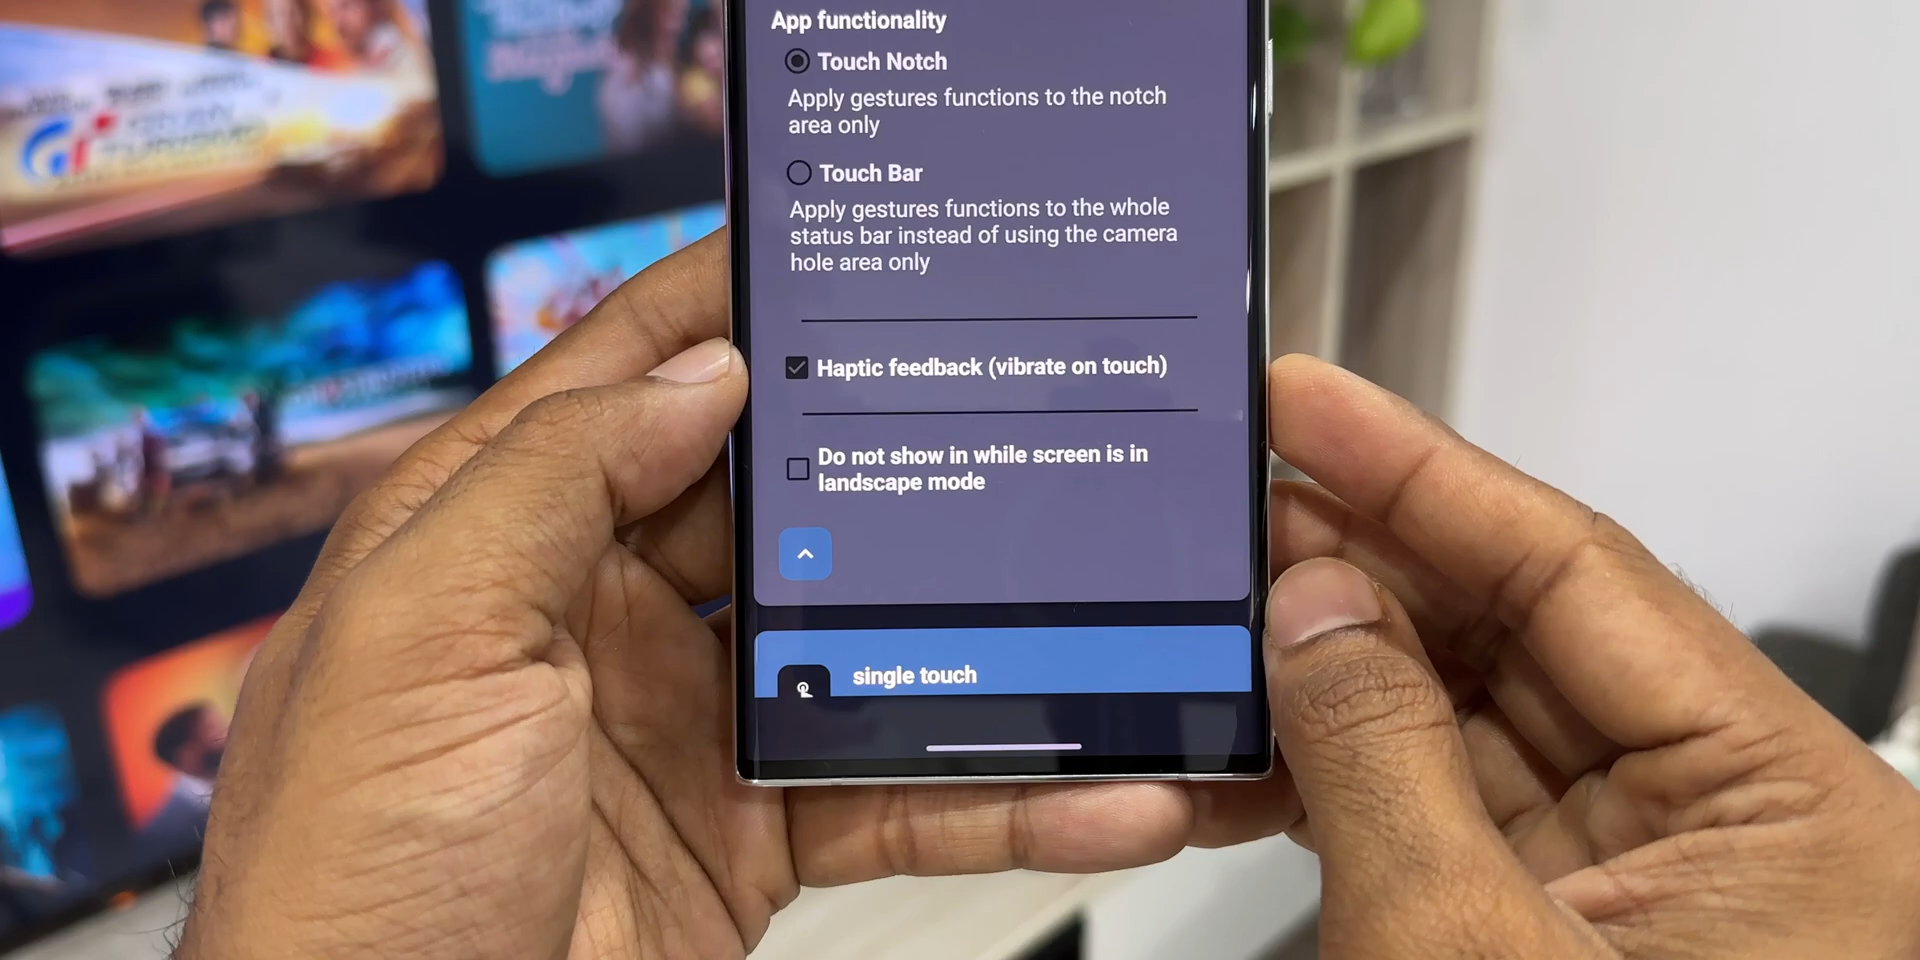 App functionality
Touch Notch
Apply gestures functions to the notch
area only
Touch Bar
Apply gestures functions to the whole
status bar instead of using the camera
hole area only
Haptic feedback (vibrate on touch)
Do not show in while screen is in
landscape mode
single touch